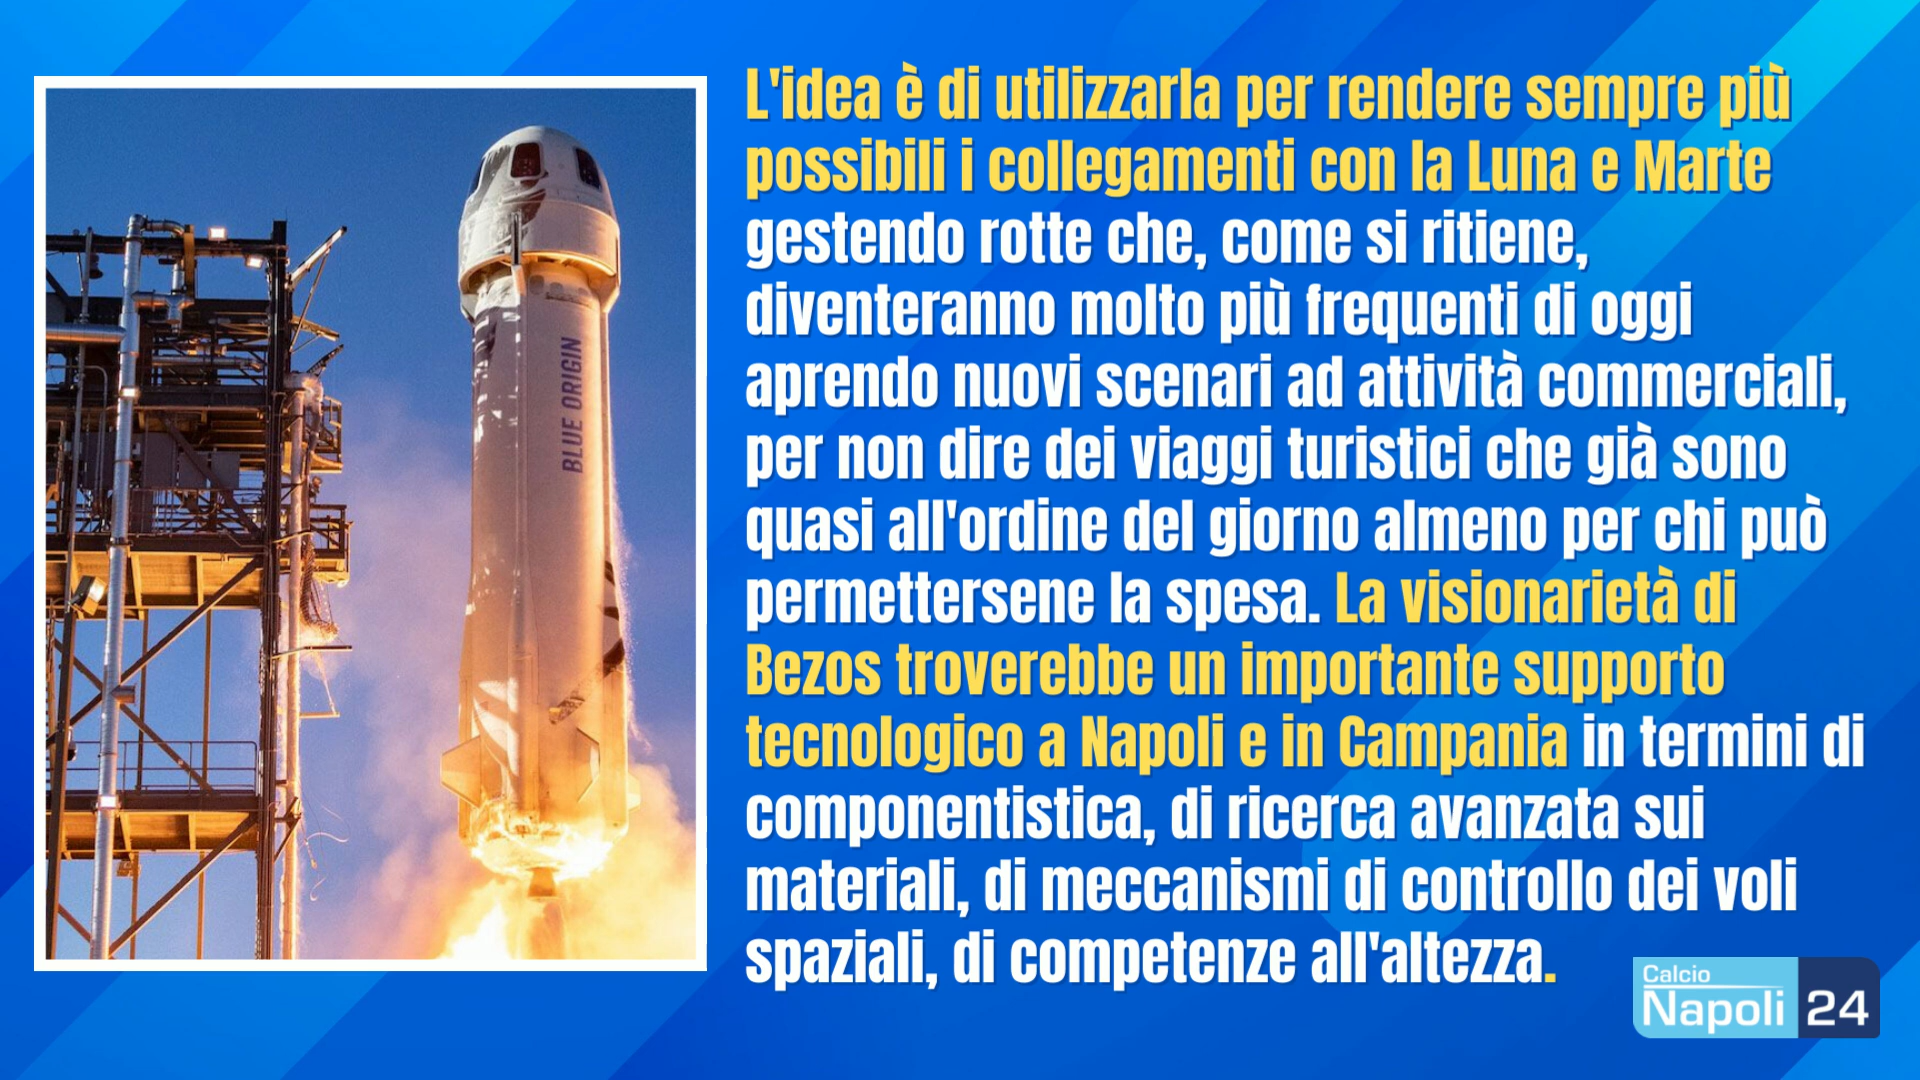 L'idea è di utilizzarla per rendere sempre più
possibili i collegamenti con la Luna e Marte
gestendo rotte che, come si ritiene,
diventeranno molto più frequenti di oggi
aprendo nuovi scenari ad attività commerciali,
per non dire dei viaggi turistici che già sono
quasi all'ordine del giorno almeno per chi può
permettersene la spesa. La visionarietà di
Bezos troverebbe un importante supporto
tecnologico a Napoli e in Campania in termini di
componentistica, di ricerca avanzata sui
materiali, di meccanismi di controllo dei voli
spaziali, di competenze all'altezza.
BLUE ORIGIN
Calcio
Napoli 24